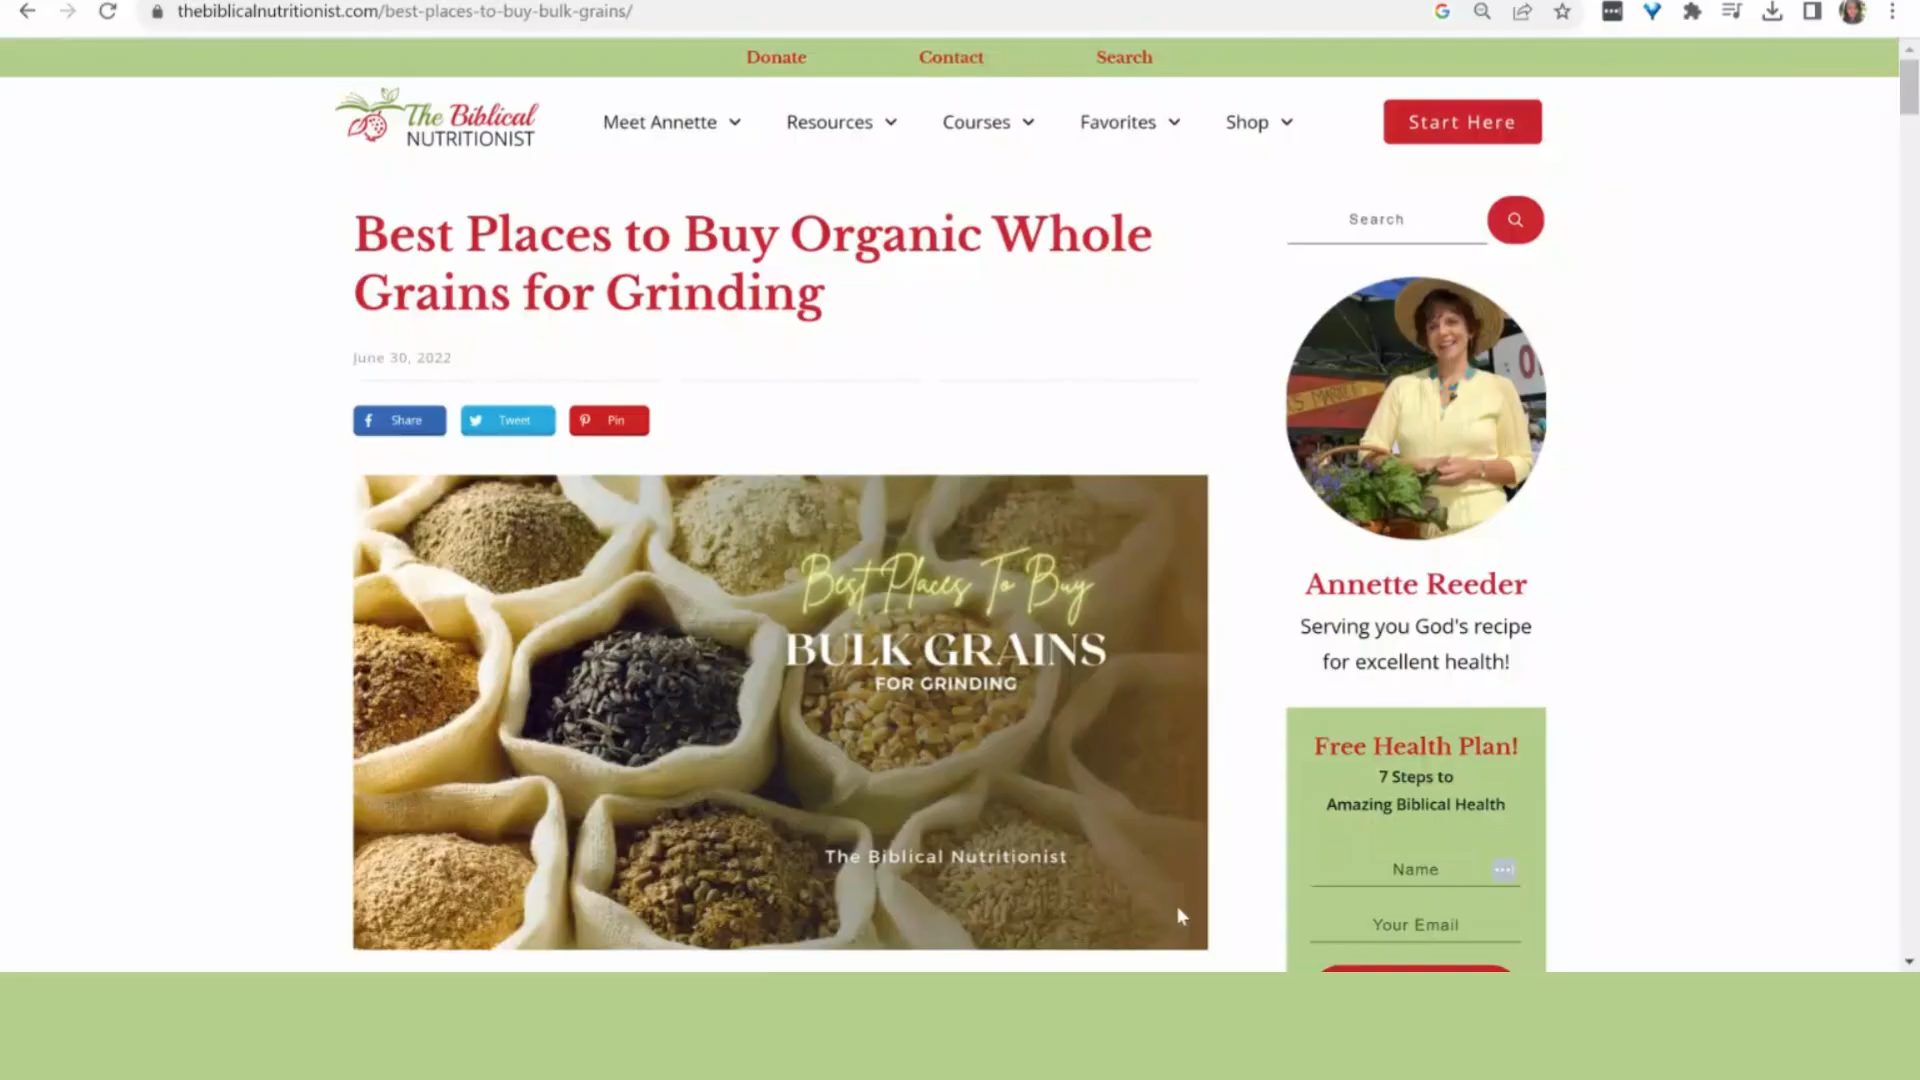 thebiblicalnutritionist.com/best-places-to-buy-bulk-grains/
Donate Contact Search
The Biblical
NUTRITIONIST
Meet Annette Resources Courses Favorites Shop Start Here
Best Places to Buy Organic Whole
Grains for Grinding
June 30, 2022
Share Tweet Pin
Best Places To Buy
BULK GRAINS
FOR GRINDING
The Biblical Nutritionist
Search
Annette Reeder
Serving you God's recipe
for excellent health!
Free Health Plan!
7 Steps to
Amazing Biblical Health
Name
Your Email